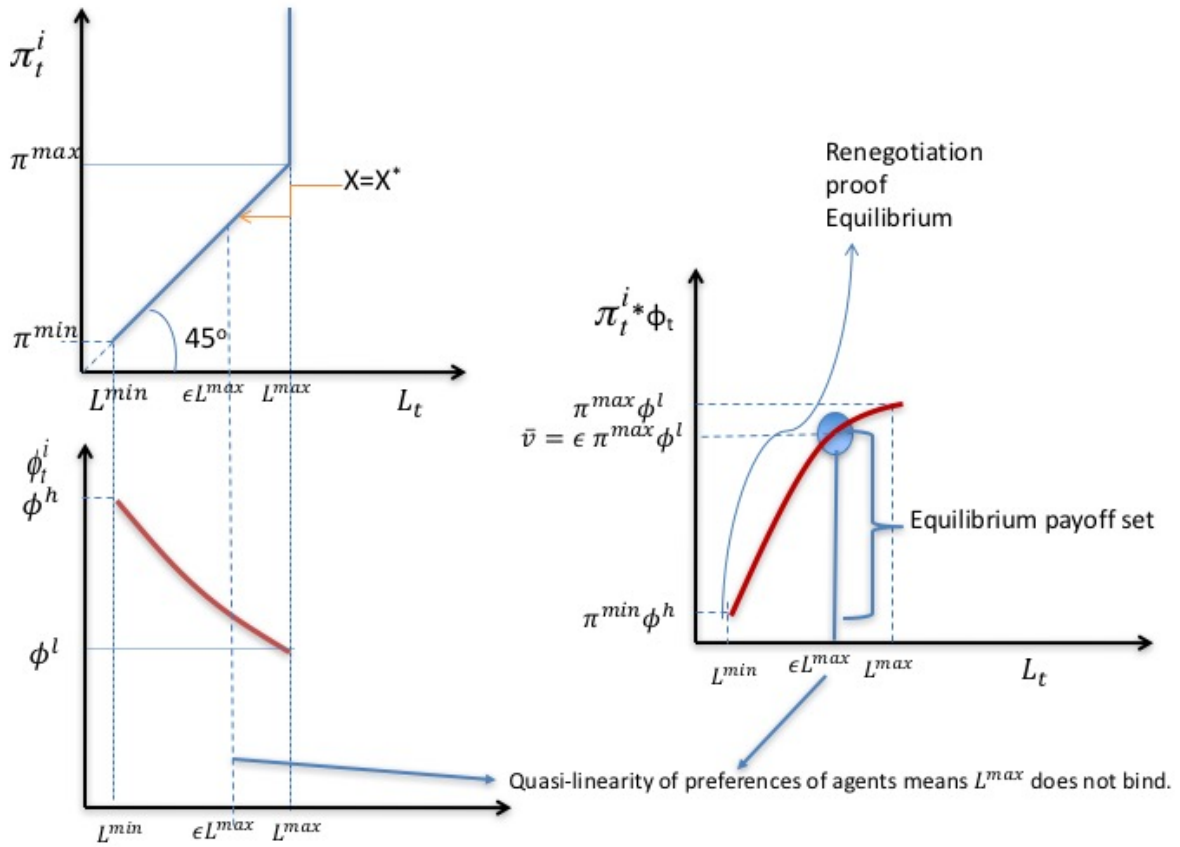 π_t^i
π^{max}
X=X^*
π^{min}
45^o
L^{min}
ϵL^{max}
L^{max}
L_t
ϕ_t^i
ϕ^h
ϕ^l
L^{min}
ϵL^{max}
L^{max}
Renegotiation
proof
Equilibrium
π_t^i*ϕ_t
π^{max}ϕ^l
v̄ = ϵ π^{max}ϕ^l
Equilibrium payoff set
π^{min}ϕ^h
L^{min}
ϵL^{max}
L^{max}
L_t
Quasi-linearity of preferences of agents means L^{max} does not bind.